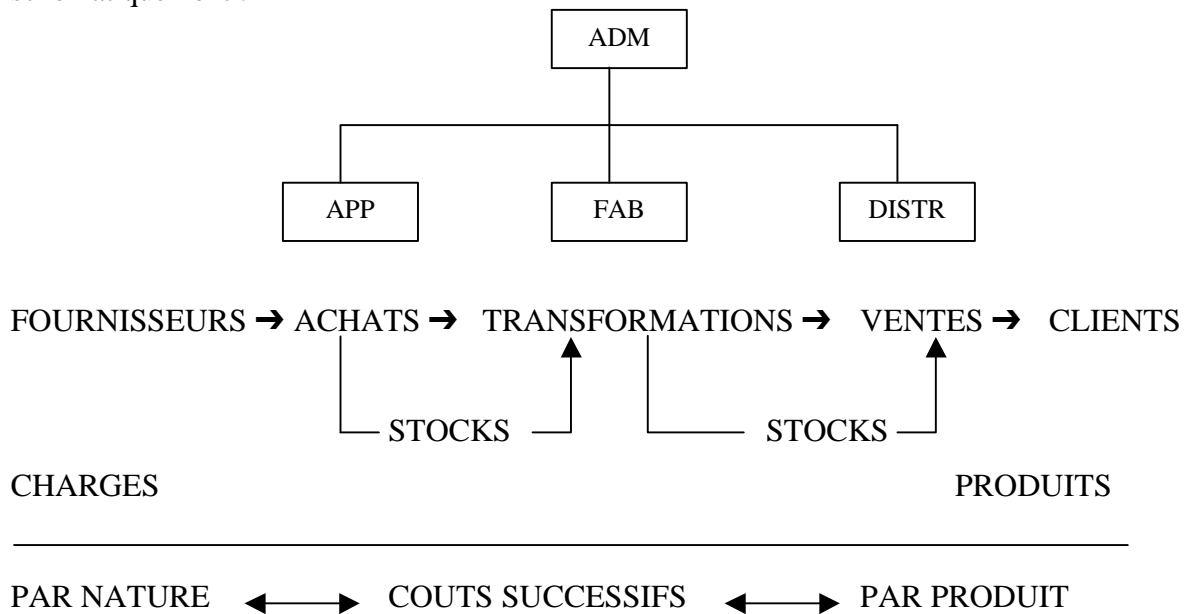 ADM
APP FAB DISTR
FOURNISSEURS ➔ ACHATS ➔ TRANSFORMATIONS ➔ VENTES ➔ CLIENTS
STOCKS STOCKS
CHARGES PRODUITS
PAR NATURE COUTS SUCCESSIFS PAR PRODUIT